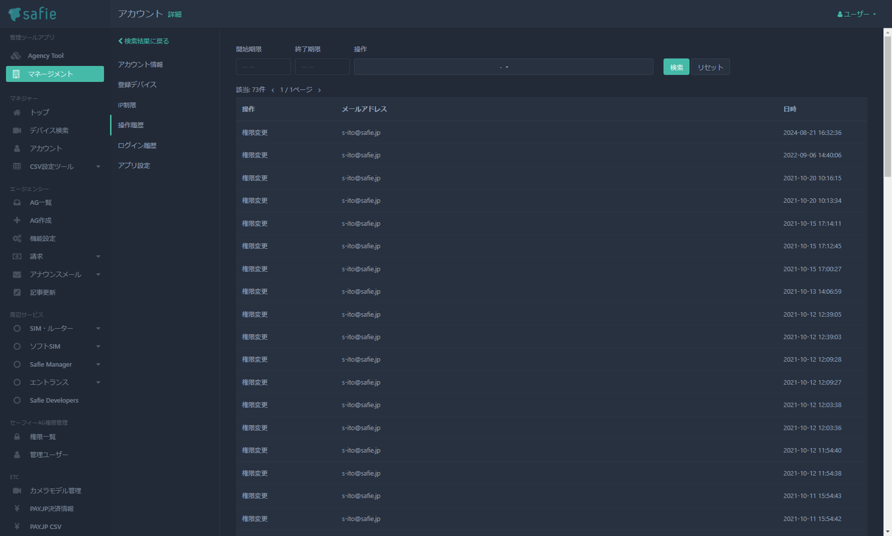 safie
アカウント 詳細
ユーザー
管理ツールアプリ
Agency Tool
マネージメント
マネジャー
トップ
デバイス検索
アカウント
CSV設定ツール
エージェンシー
AG一覧
AG作成
機能設定
請求
アナウンスメール
記事更新
周辺サービス
SIM・ルーター
ソフトSIM
Safie Manager
エントランス
Safie Developers
セーフィーAG権限管理
権限一覧
管理ユーザー
ETC
カメラモデル管理
PAY.JP決済情報
PAY.JP CSV
検索結果に戻る
アカウント情報
登録デバイス
IP制限
操作履歴
ログイン履歴
アプリ設定
開始期限 終了期限 操作
-- -- -- -- --
検索 リセット
該当: 73件 ‹ 1 / 1ページ ›
操作 メールアドレス 日時
権限変更 s-ito@safie.jp 2024-08-21 16:32:36
権限変更 s-ito@safie.jp 2022-09-06 14:40:06
権限変更 s-ito@safie.jp 2021-10-20 10:16:15
権限変更 s-ito@safie.jp 2021-10-20 10:13:34
権限変更 s-ito@safie.jp 2021-10-15 17:14:11
権限変更 s-ito@safie.jp 2021-10-15 17:12:45
権限変更 s-ito@safie.jp 2021-10-15 17:00:27
権限変更 s-ito@safie.jp 2021-10-13 14:06:59
権限変更 s-ito@safie.jp 2021-10-12 12:39:05
権限変更 s-ito@safie.jp 2021-10-12 12:39:03
権限変更 s-ito@safie.jp 2021-10-12 12:09:28
権限変更 s-ito@safie.jp 2021-10-12 12:09:27
権限変更 s-ito@safie.jp 2021-10-12 12:03:38
権限変更 s-ito@safie.jp 2021-10-12 12:03:36
権限変更 s-ito@safie.jp 2021-10-12 11:54:40
権限変更 s-ito@safie.jp 2021-10-12 11:54:38
権限変更 s-ito@safie.jp 2021-10-11 15:54:43
権限変更 s-ito@safie.jp 2021-10-11 15:54:42